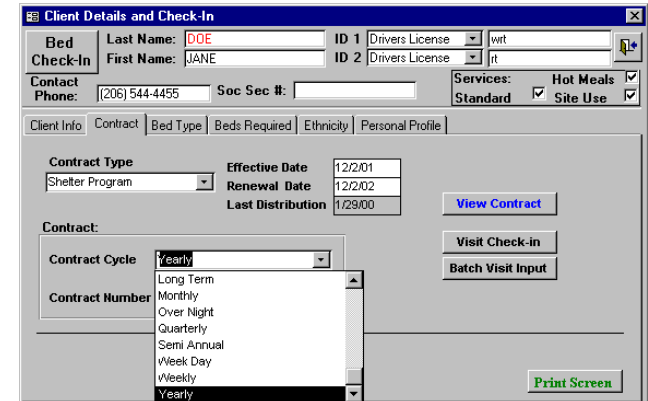 Client Details and Check-In
Bed Check-In
Last Name: DOE
ID 1 Drivers License wrt
First Name: JANE
ID 2 Drivers License rt
Contact Phone: (206) 544-4455
Soc Sec #:
Services: Hot Meals
Standard Site Use
Client Info Contract Bed Type Beds Required Ethnicity Personal Profile
Contract Type
Shelter Program
Effective Date 12/2/01
Renewal Date 12/2/02
Last Distribution 1/29/00
View Contract
Contract:
Visit Check-in
Contract Cycle Yearly
Batch Visit Input
Long Term
Monthly
Contract Number
Over Night
Quarterly
Semi Annual
Week Day
Weekly
Yearly
Print Screen